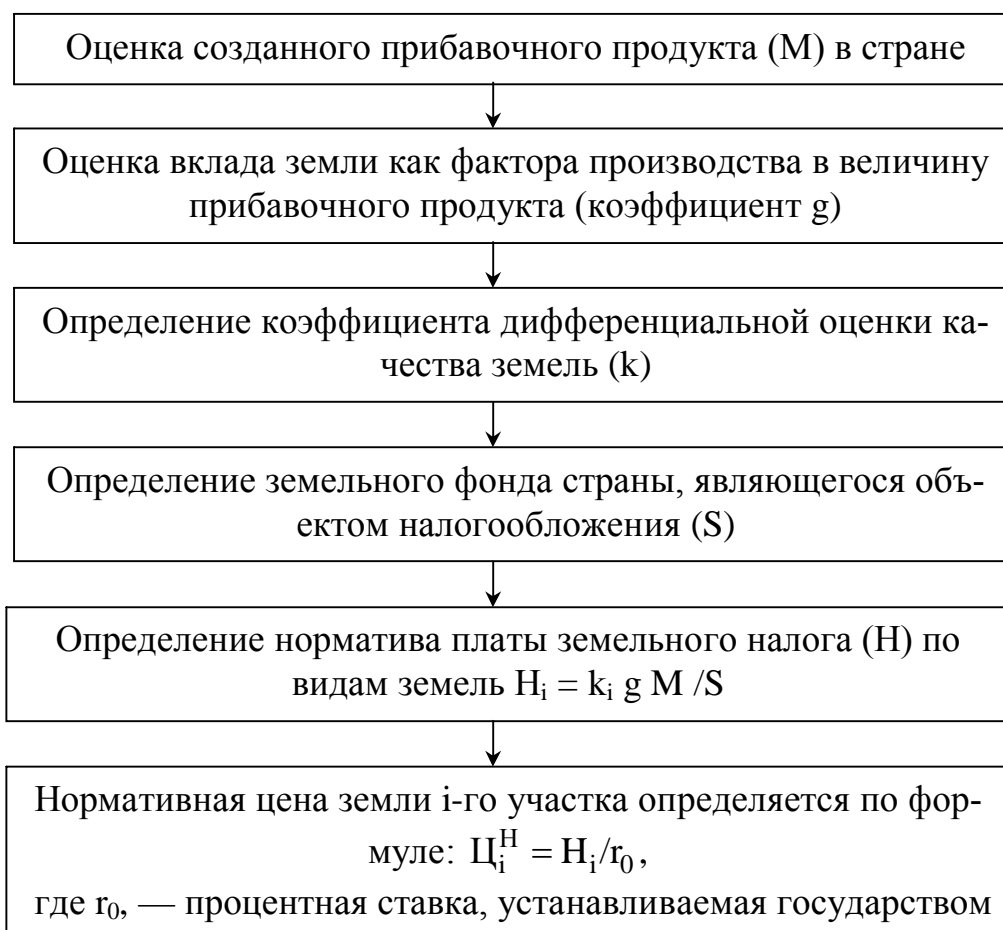 Оценка созданного прибавочного продукта (M) в стране
Оценка вклада земли как фактора производства в величину
прибавочного продукта (коэффициент g)
Определение коэффициента дифференциальной оценки ка-
чества земель (k)
Определение земельного фонда страны, являющегося объ-
ектом налогообложения (S)
Определение норматива платы земельного налога (H) по
видам земель Hᵢ = kᵢ g M /S
Нормативная цена земли i-го участка определяется по фор-
муле: Цᵢᴴ = Hᵢ/r₀,
где r₀, — процентная ставка, устанавливаемая государством